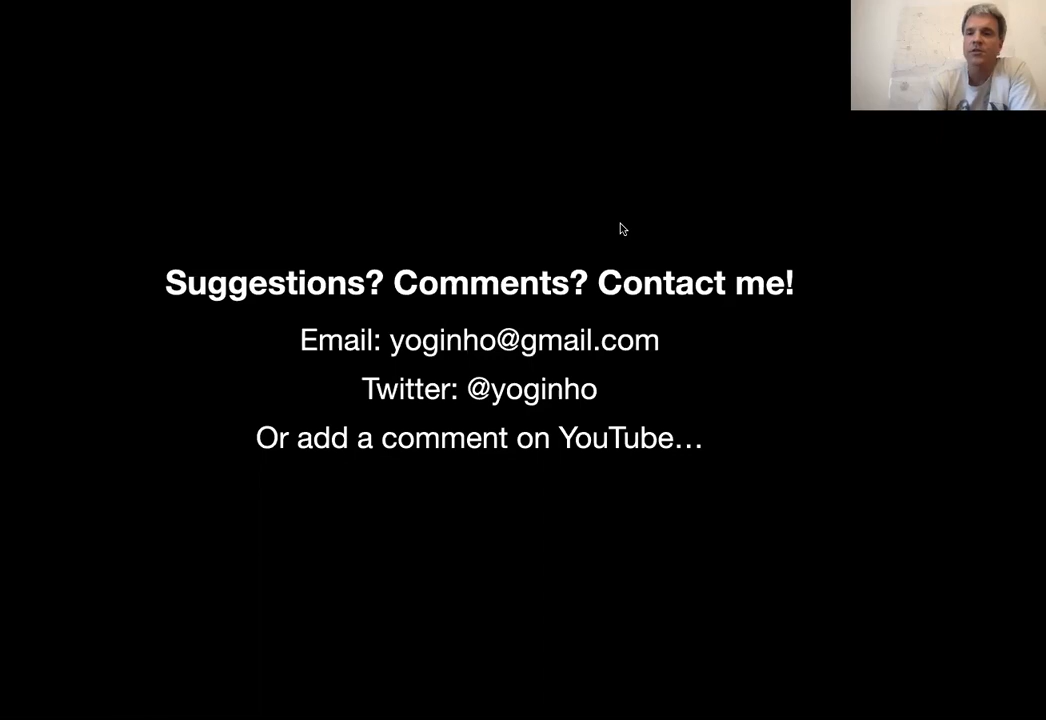 Suggestions? Comments? Contact me!
Email: yoginho@gmail.com
Twitter: @yoginho
Or add a comment on YouTube…